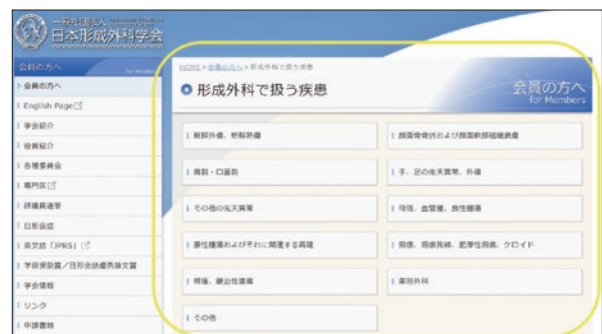 一般社団法人
日本形成外科学会
会員の方へ
for Members
会員の方へ
English Page
学会紹介
役員紹介
各種委員会
専門医
評議員選挙
日形会誌
英文誌「JPRS」
学術奨励賞／日形会誌優秀論文賞
学会情報
リンク
申請書類
HOME > 会員の方へ > 形成外科で扱う疾患
形成外科で扱う疾患
会員の方へ
for Members
新鮮外傷、新鮮熱傷
顔面骨骨折および顔面軟部組織損傷
唇裂・口蓋裂
手、足の先天異常、外傷
その他の先天異常
母斑、血管腫、良性腫瘍
悪性腫瘍およびそれに関連する再建
瘢痕、瘢痕拘縮、肥厚性瘢痕、ケロイド
褥瘡、難治性潰瘍
美容外科
その他